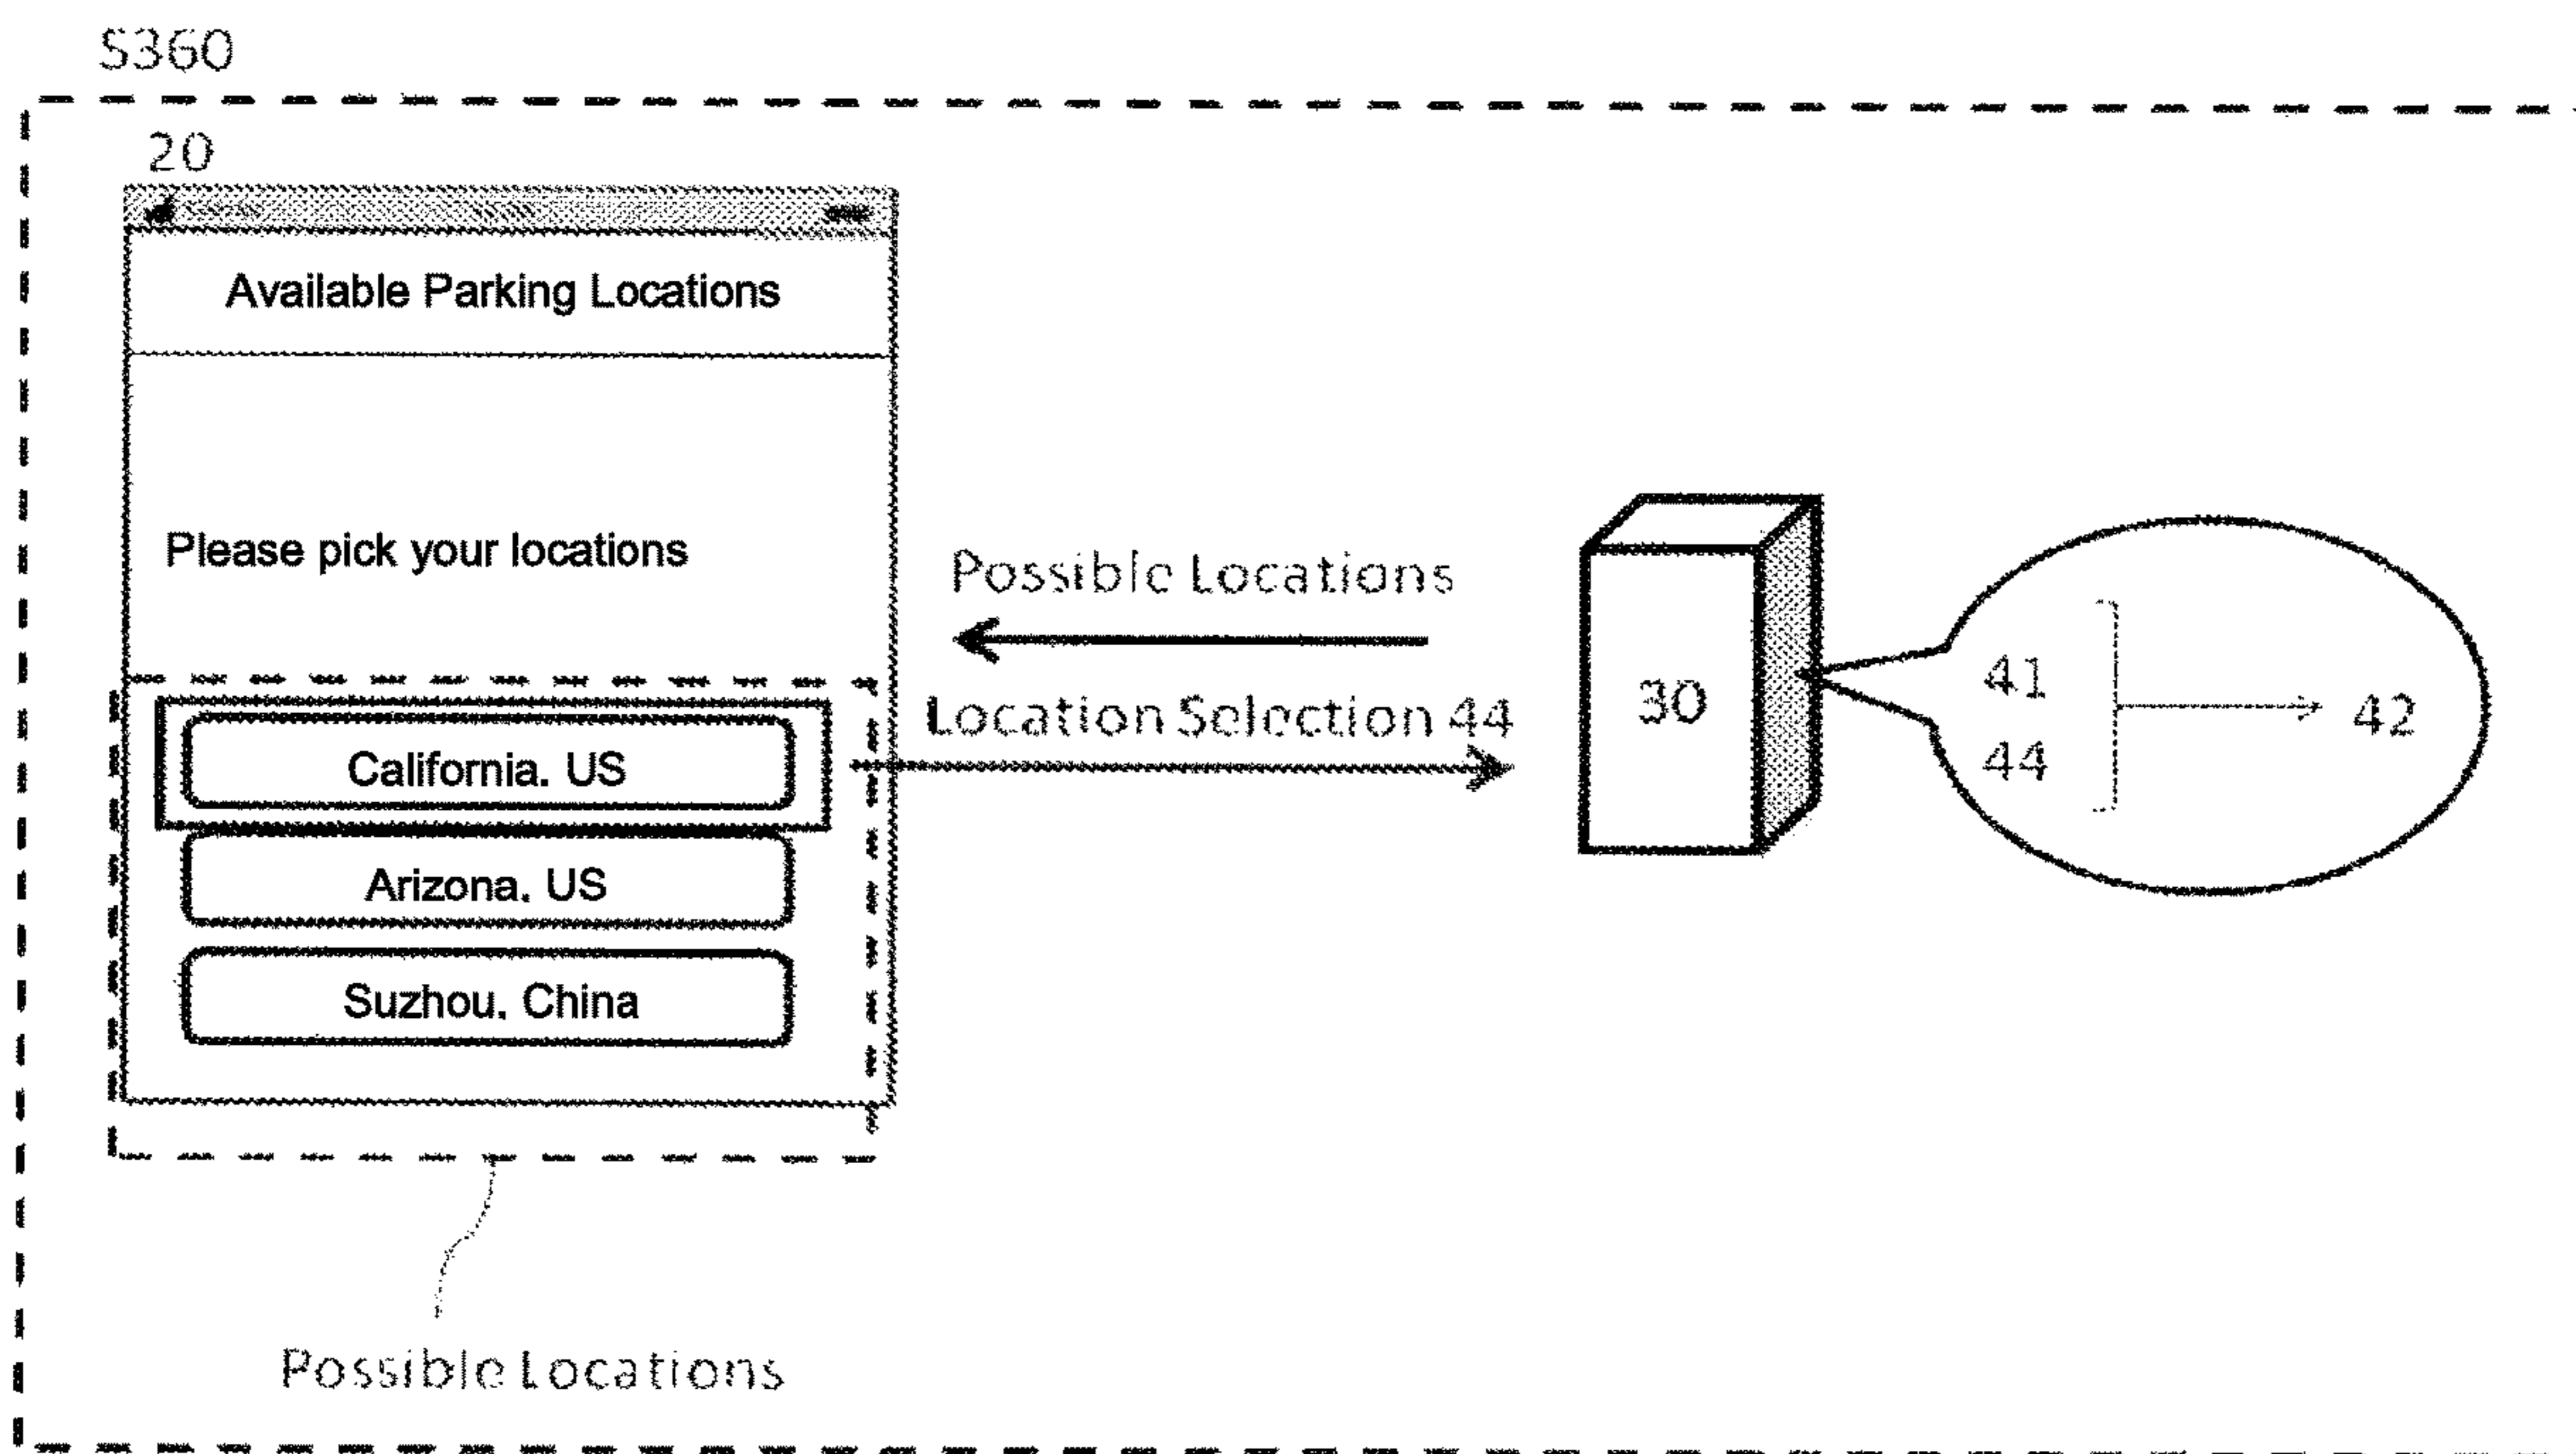 S360
20
Available Parking Locations
Please pick your locations
California. US
Arizona. US
Suzhou. China
Possible Locations
Location Selection 44
30
41
44
42
Possible Locations